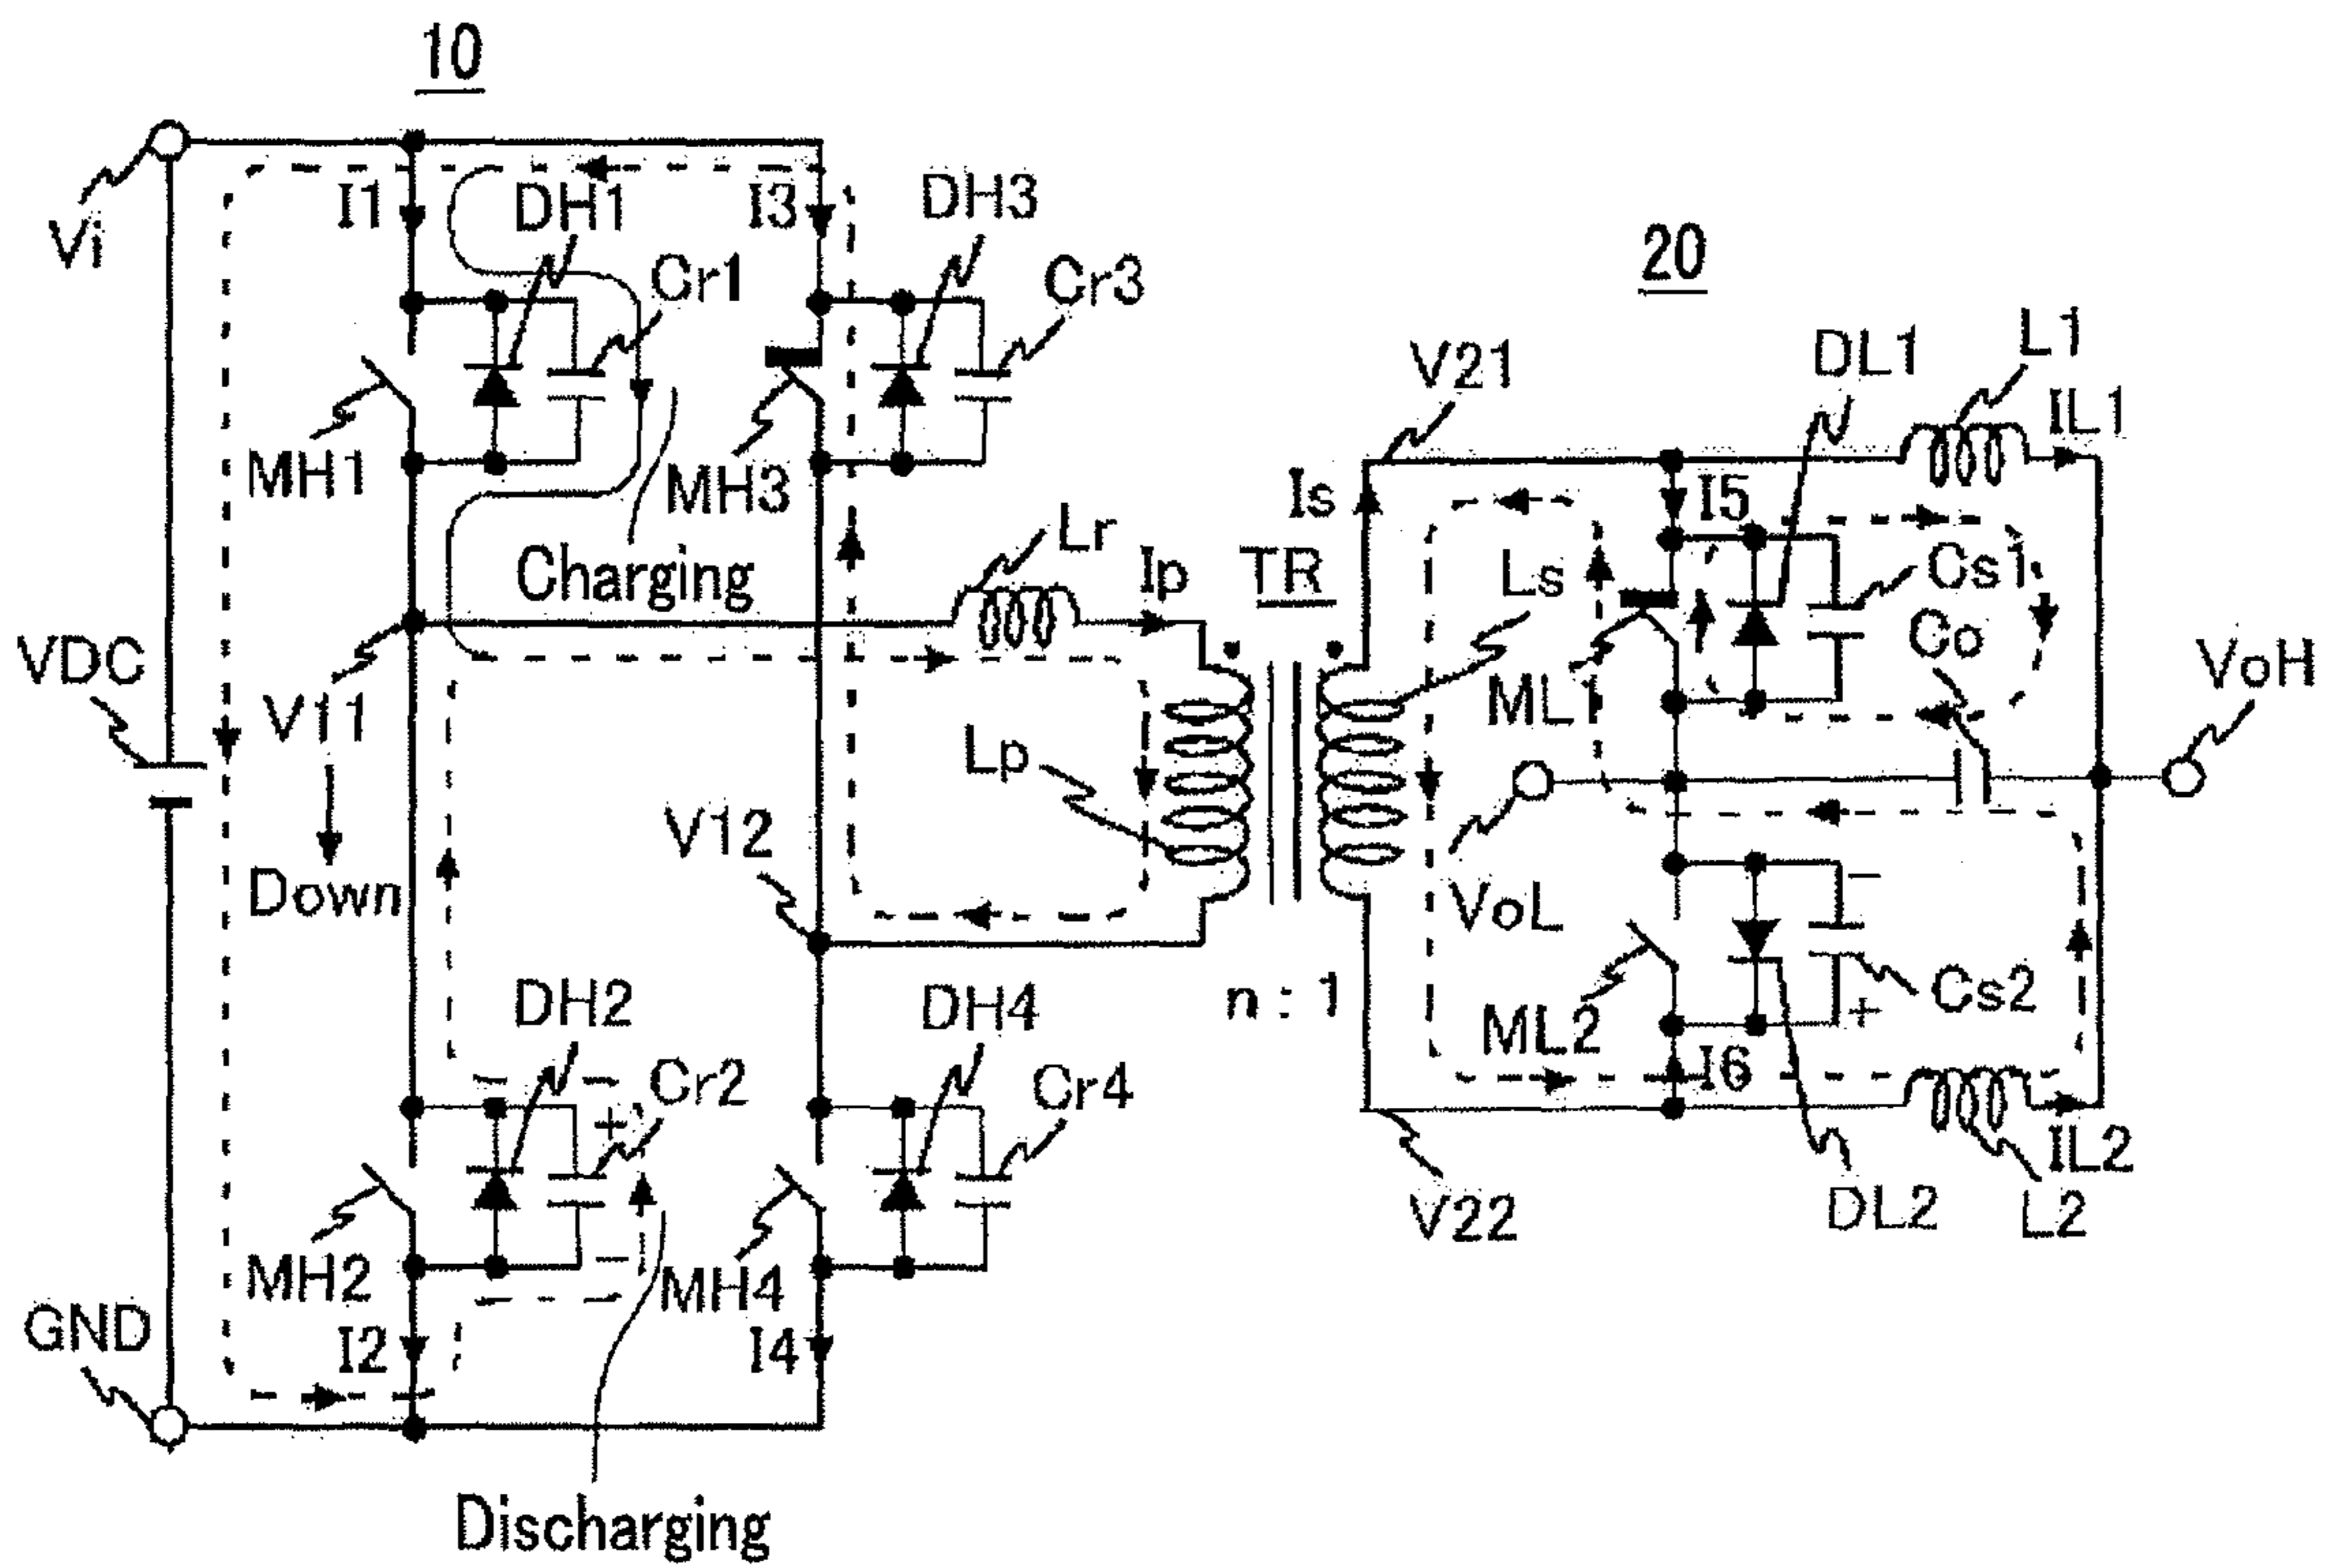 10
Vi
I1
DH1
I3
DH3
Cr1
Cr3
20
MH1
MH3
V21
DL1
L1
IL1
Is
I5
Charging
Lr
Ip
TR
Ls
Cs1
Co
VDC
V11
Lp
ML1
VoH
V12
Down
VoL
DH2
DH4
n : 1
ML2
Cs2
−
+
I6
Cr2
Cr4
+
−
IL2
MH2
MH4
V22
DL2
L2
GND
I2
I4
Discharging